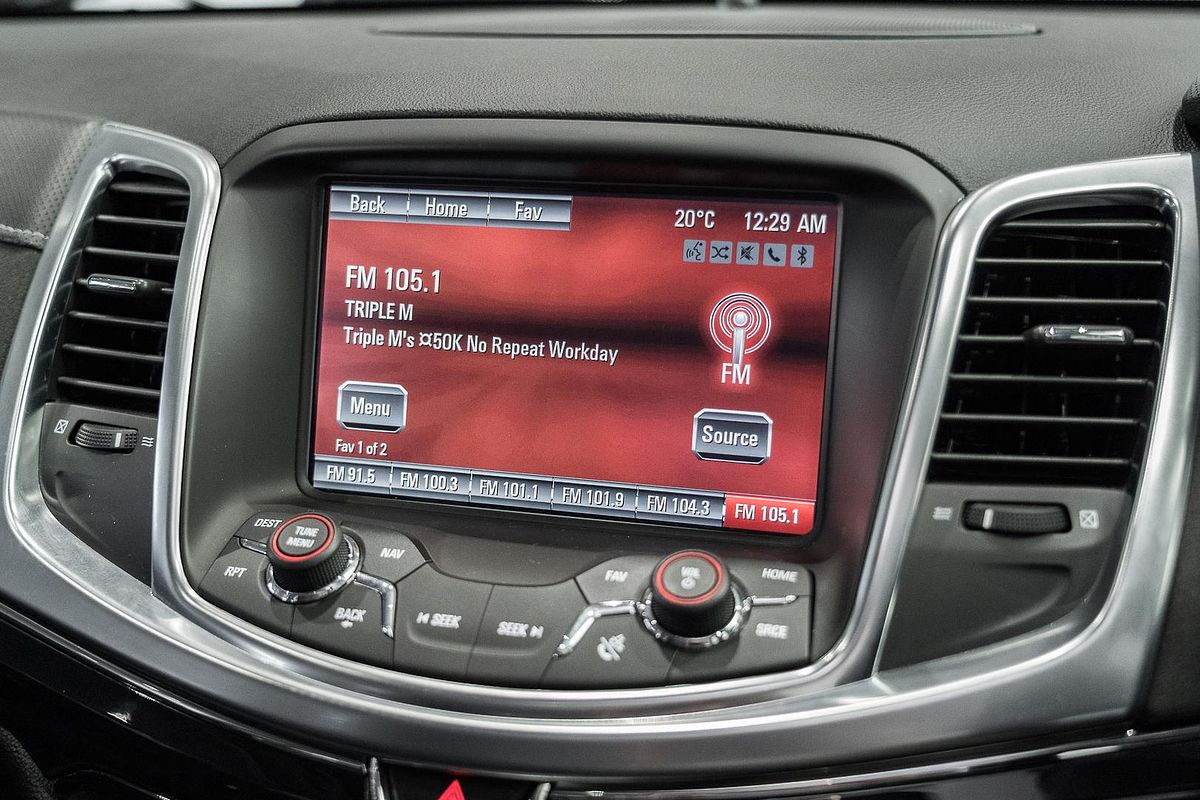 Back Home Fav
20°C 12:29 AM
FM 105.1
TRIPLE M
Triple M's ¤50K No Repeat Workday
FM
Menu
Source
Fav 1 of 2
FM 91.5 FM 100.3 FM 101.1 FM 101.9 FM 104.3 FM 105.1
DEST
TUNE
MENU
NAV
RPT
BACK
SEEK
SEEK
FAV
VOL
HOME
SRCE